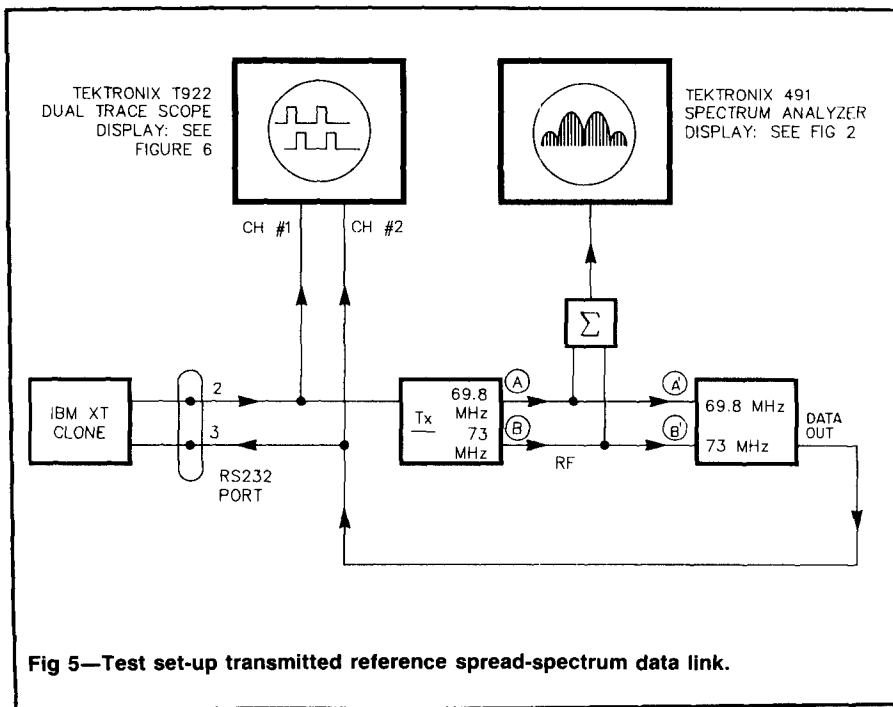 TEKTRONIX T922
DUAL TRACE SCOPE
DISPLAY: SEE
FIGURE 6
TEKTRONIX 491
SPECTRUM ANALYZER
DISPLAY: SEE FIG 2
CH #1
CH #2
Σ
IBM XT
CLONE
2
3
RS232
PORT
Tx
69.8
MHz
73
MHz
A
B
RF
A'
B'
69.8 MHz
73 MHz
DATA
OUT
Fig 5—Test set-up transmitted reference spread-spectrum data link.